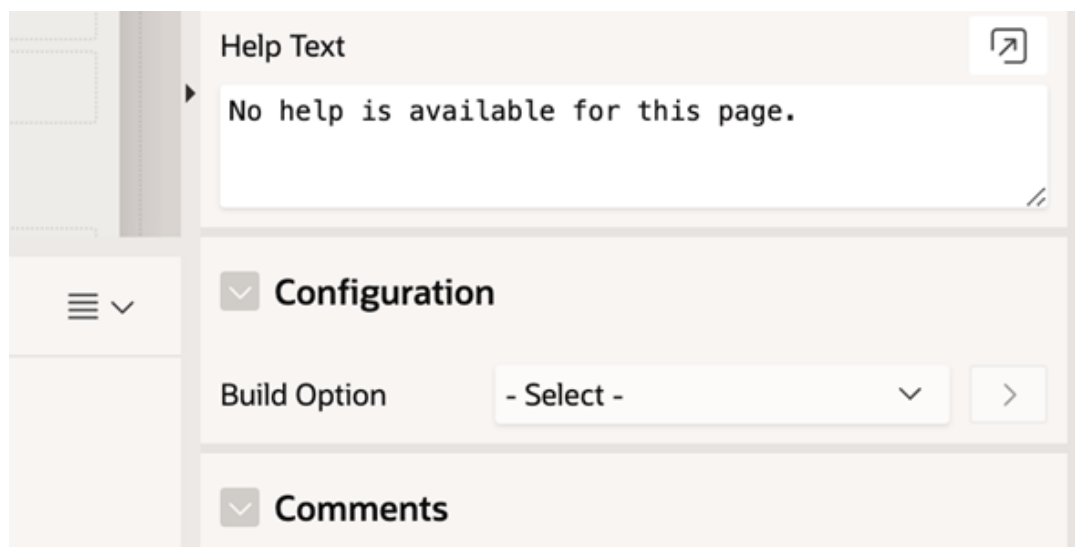 Help Text
No help is available for this page.
Configuration
Build Option - Select -
Comments